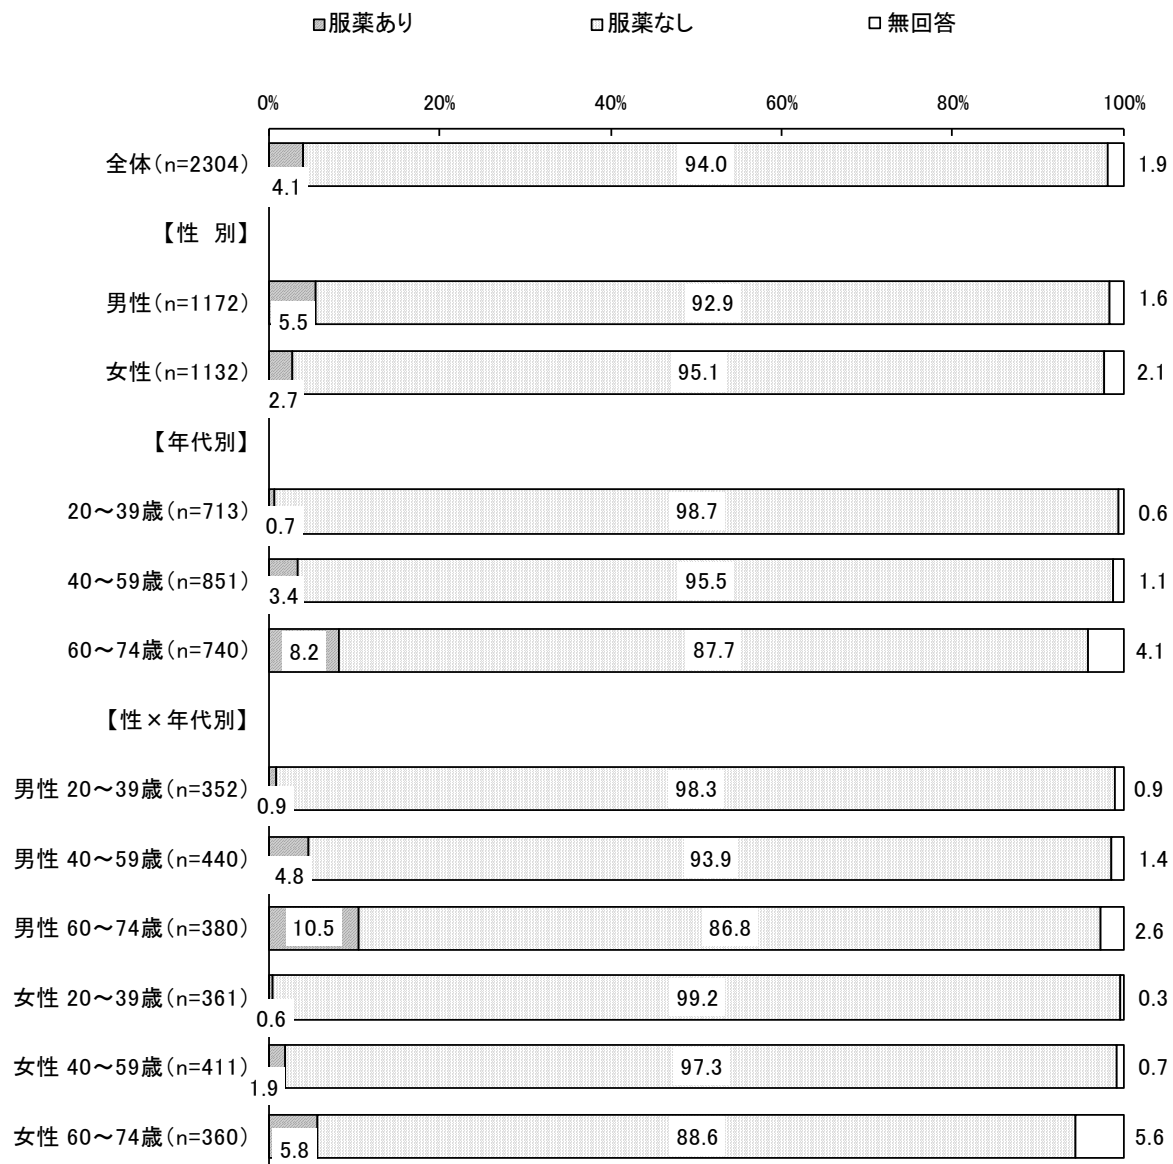 服薬あり 服薬なし 無回答
0% 20% 40% 60% 80% 100%
全体(n=2304) 4.1 94.0 1.9
【性 別】
男性(n=1172) 5.5 92.9 1.6
女性(n=1132) 2.7 95.1 2.1
【年代別】
20～39歳(n=713) 0.7 98.7 0.6
40～59歳(n=851) 3.4 95.5 1.1
60～74歳(n=740) 8.2 87.7 4.1
【性×年代別】
男性 20～39歳(n=352) 0.9 98.3 0.9
男性 40～59歳(n=440) 4.8 93.9 1.4
男性 60～74歳(n=380) 10.5 86.8 2.6
女性 20～39歳(n=361) 0.6 99.2 0.3
女性 40～59歳(n=411) 1.9 97.3 0.7
女性 60～74歳(n=360) 5.8 88.6 5.6